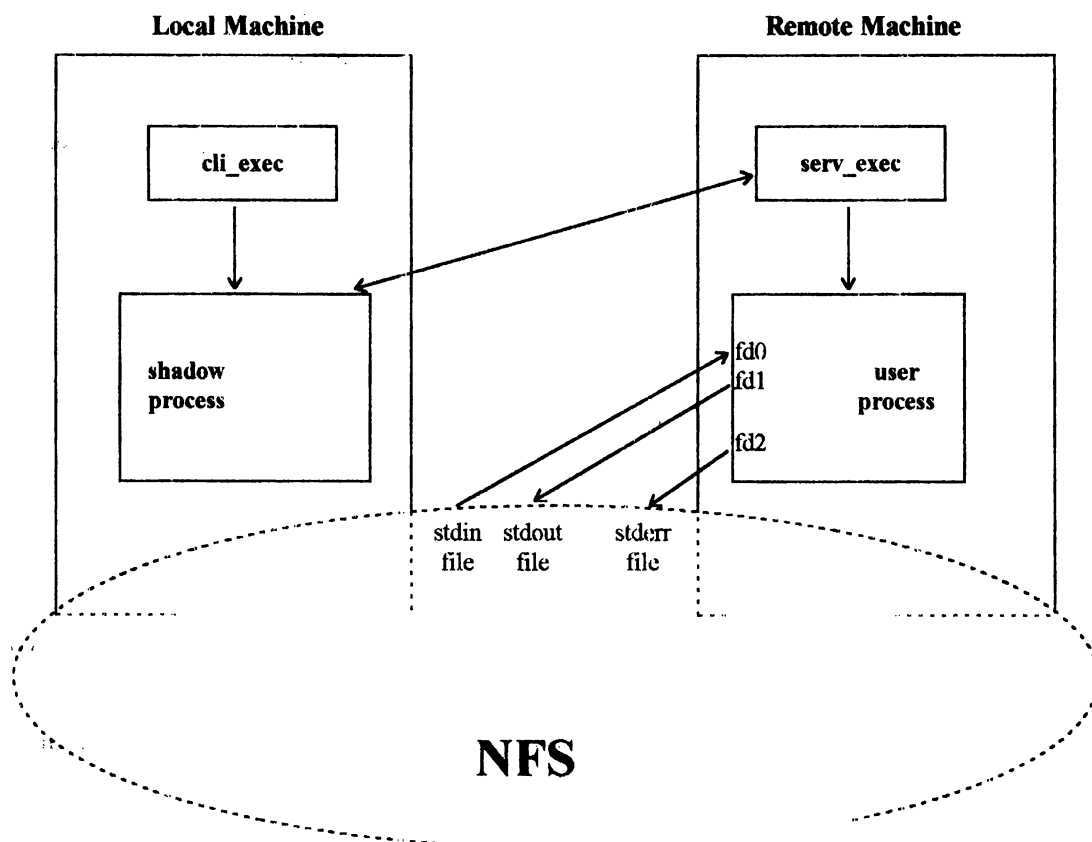 Local Machine
Remote Machine
cli_exec
serv_exec
shadow
process
fd0
fd1
fd2
user
process
stdin
file
stdout
file
stderr
file
NFS